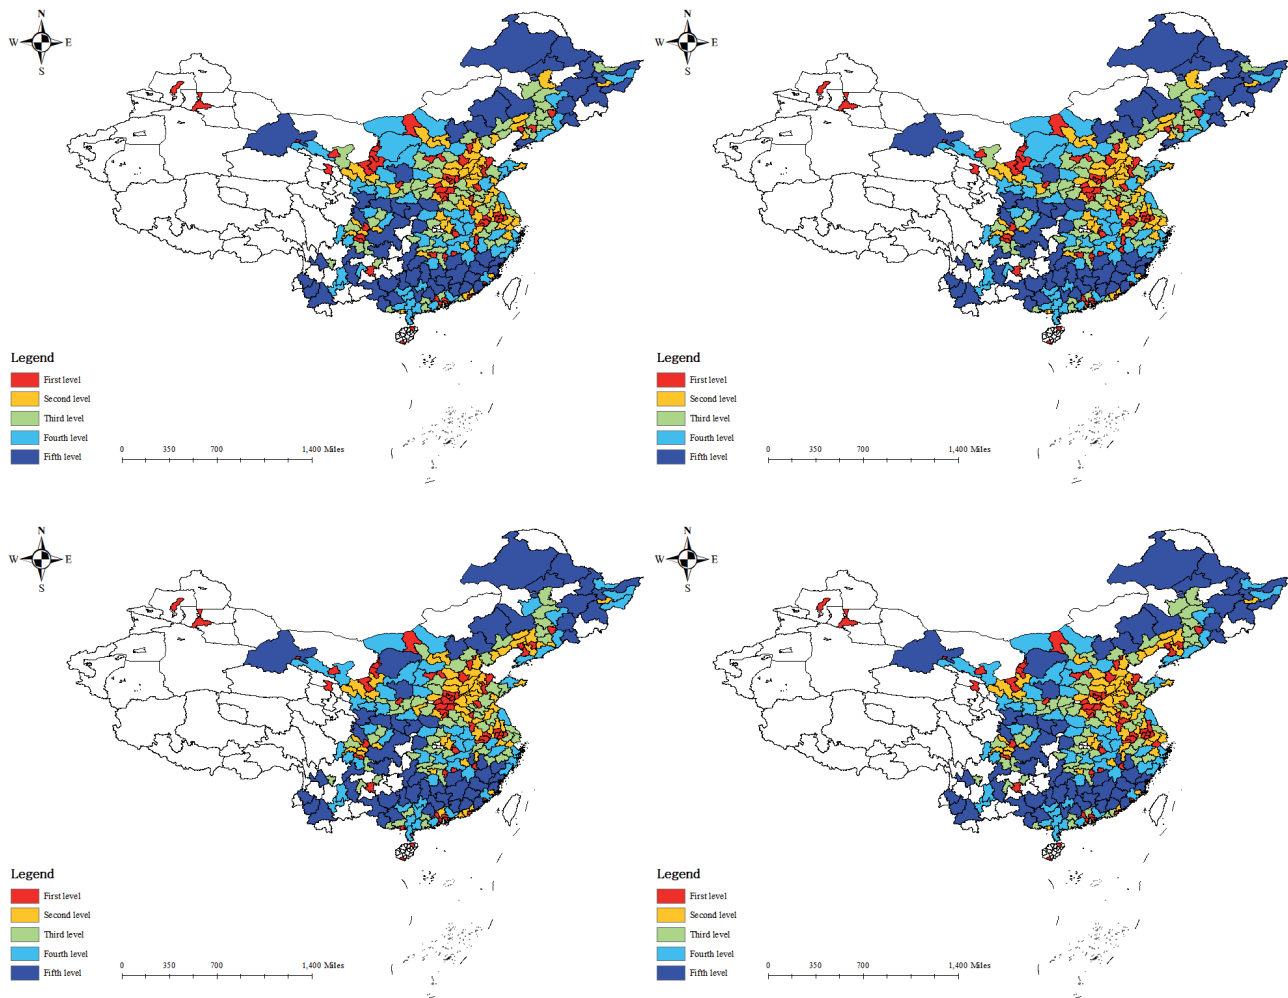 N
W E
S
Legend
First level
Second level
Third level
Fourth level
Fifth level
0 350 700 1,400 Miles
N
W E
S
Legend
First level
Second level
Third level
Fourth level
Fifth level
0 350 700 1,400 Miles
N
W E
S
Legend
First level
Second level
Third level
Fourth level
Fifth level
0 350 700 1,400 Miles
N
W E
S
Legend
First level
Second level
Third level
Fourth level
Fifth level
0 350 700 1,400 Miles